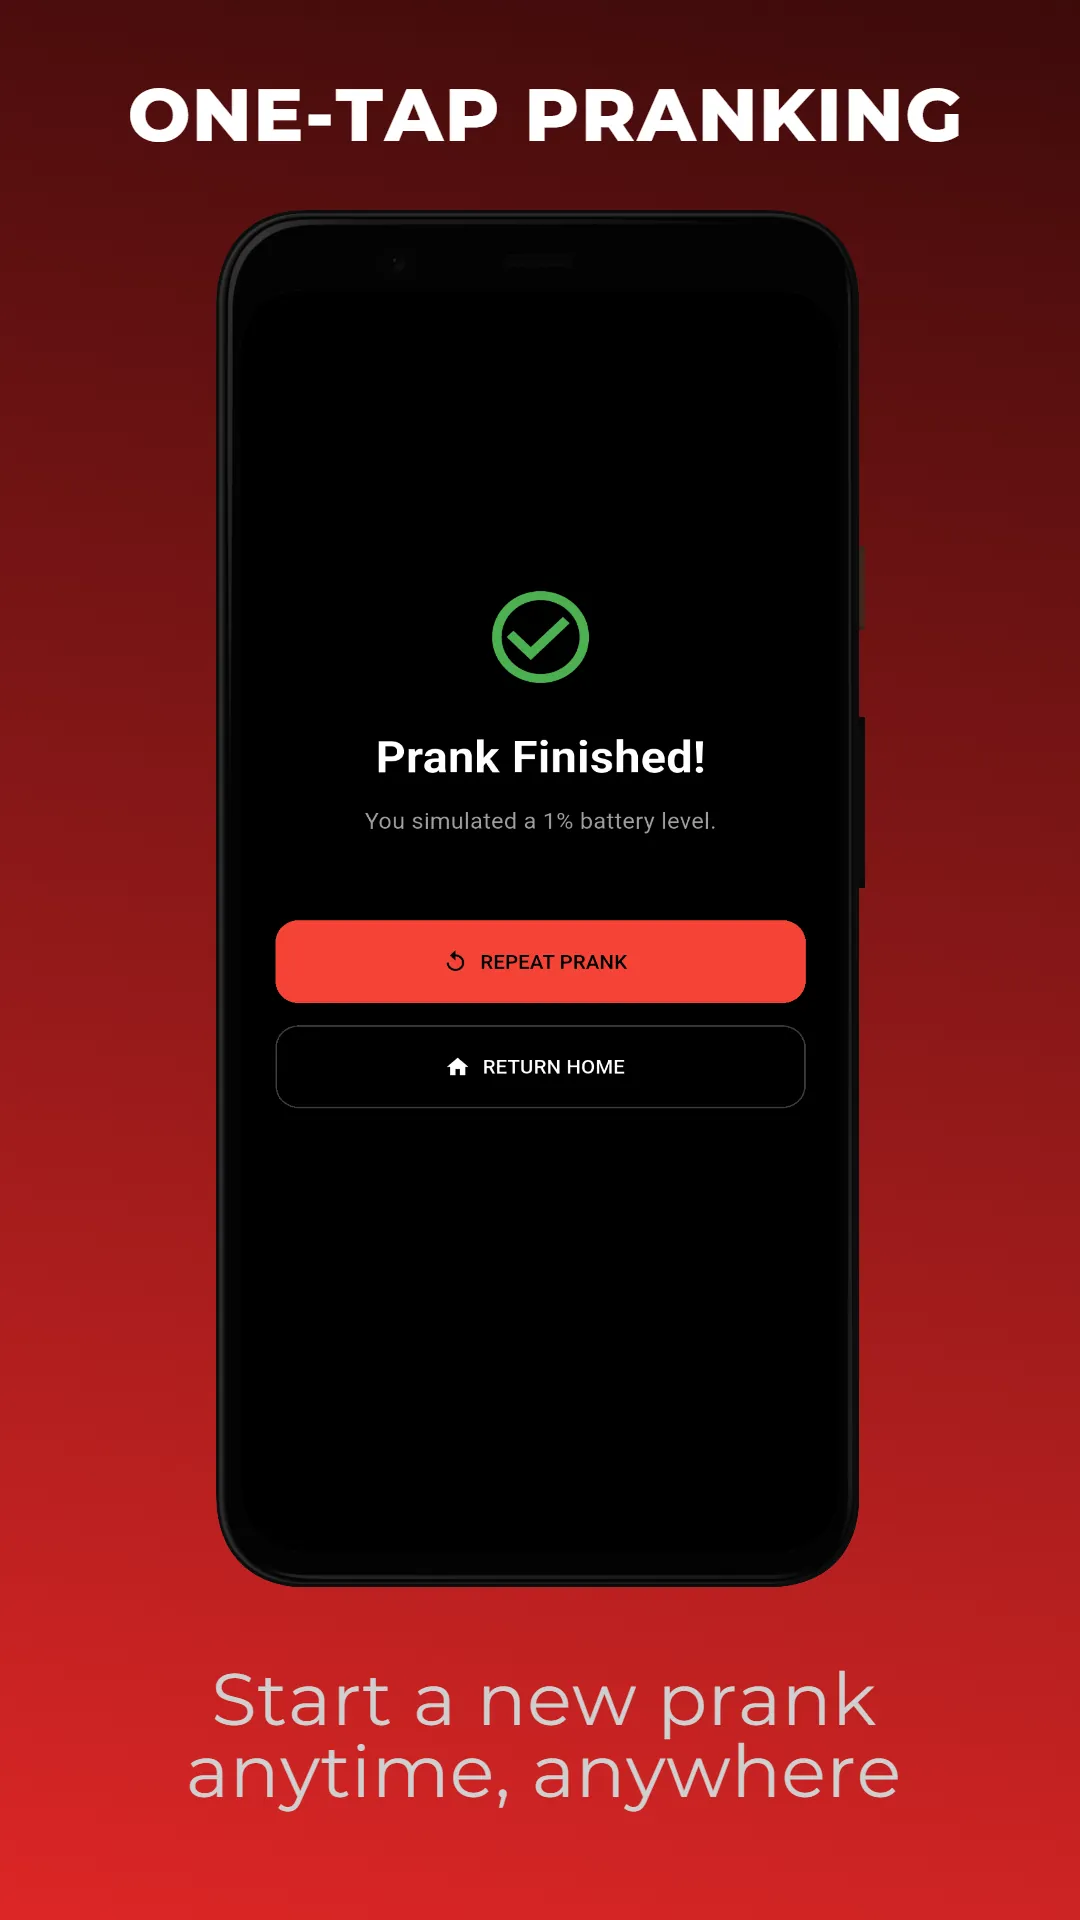 ONE-TAP PRANKING
Prank Finished!
You simulated a 1% battery level.
REPEAT PRANK
RETURN HOME
Start a new prank
anytime, anywhere